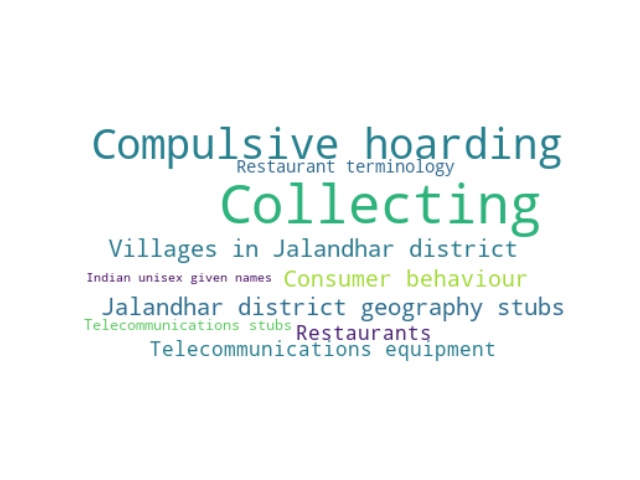 Compulsive hoarding
Restaurant terminology
Collecting
Villages in Jalandhar district
Indian unisex given names
Consumer behaviour
Jalandhar district geography stubs
Telecommunications stubs
Restaurants
Telecommunications equipment